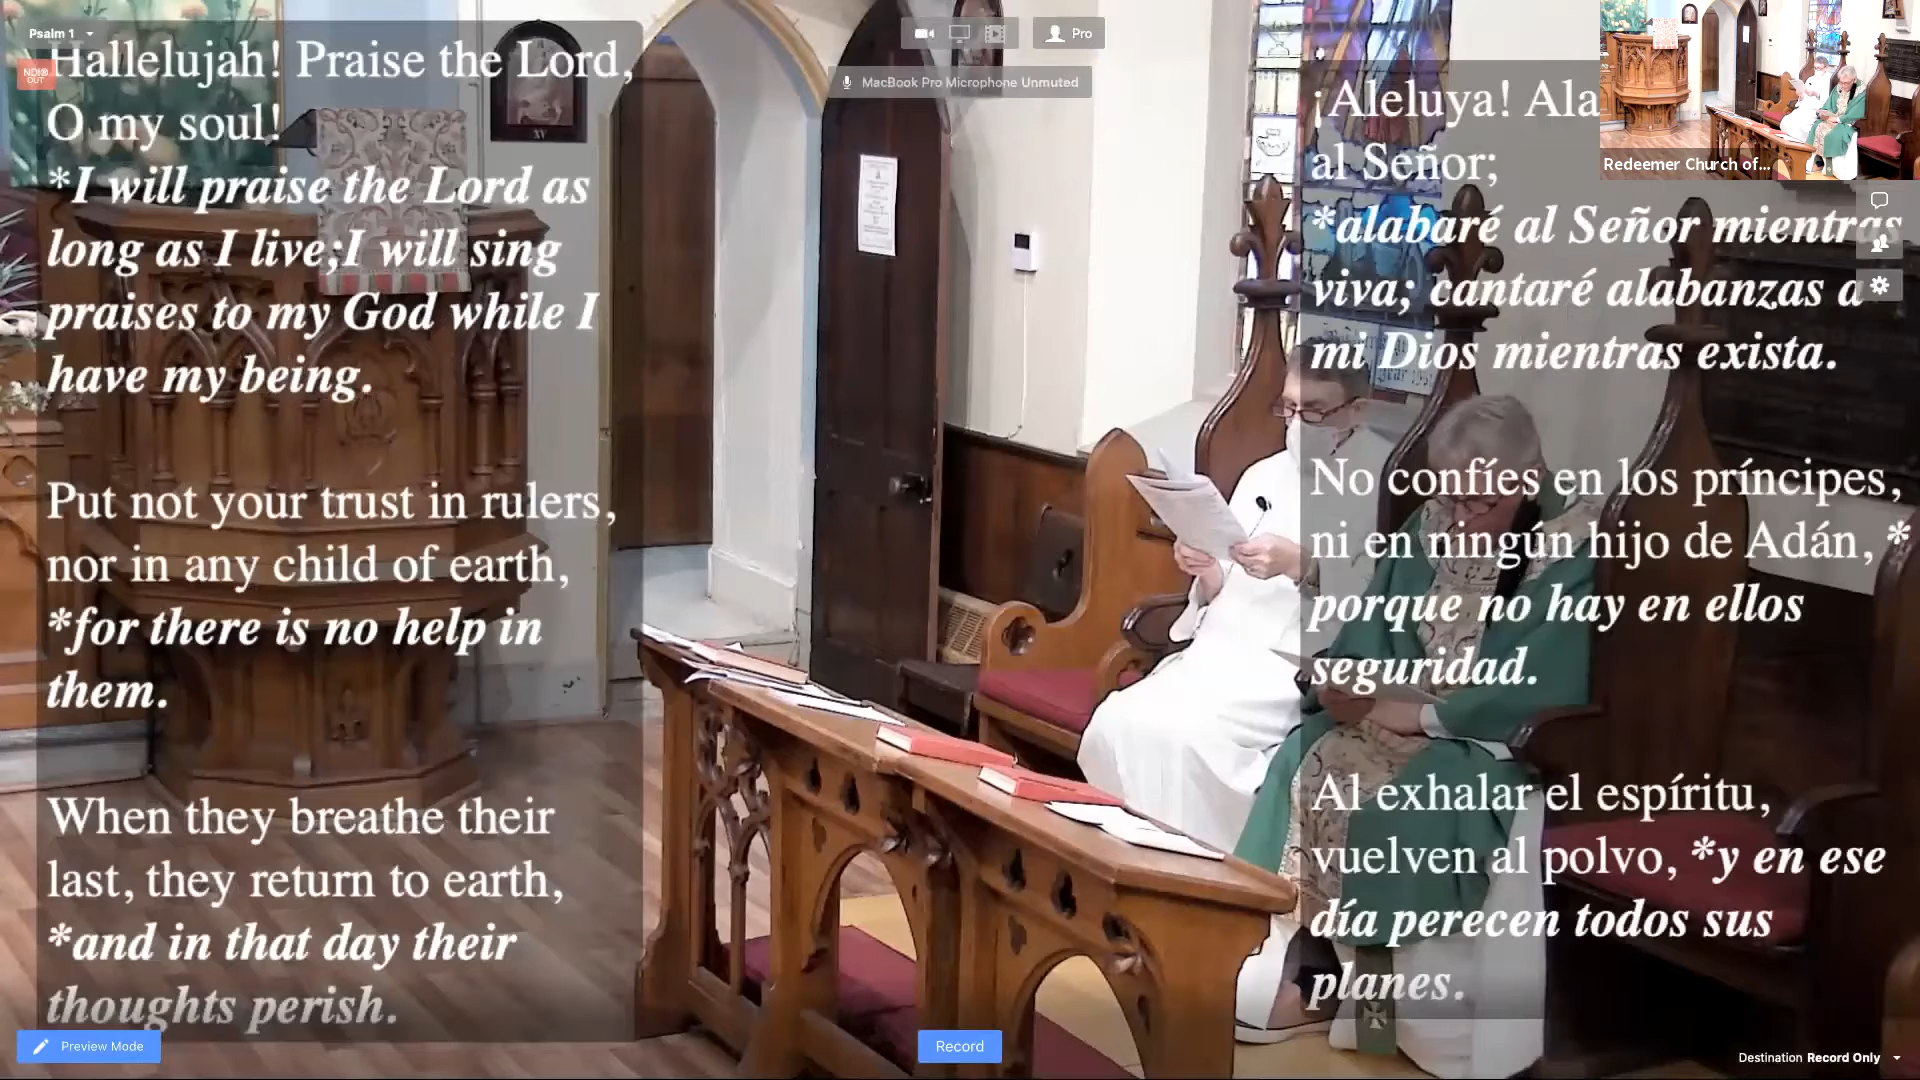 Psalm 1
Pro
MacBook Pro Microphone Unmuted
NDI®
OUT
Hallelujah! Praise the Lord,
O my soul!
*I will praise the Lord as
long as I live;I will sing
praises to my God while I
have my being.
Put not your trust in rulers,
nor in any child of earth,
*for there is no help in
them.
When they breathe their
last, they return to earth,
*and in that day their
thoughts perish.
XV
¡Aleluya! Ala
al Señor;
*alabaré al Señor mientras
viva; cantaré alabanzas a
mi Dios mientras exista.
No confíes en los príncipes,
ni en ningún hijo de Adán, *
porque no hay en ellos
seguridad.
Al exhalar el espíritu,
vuelven al polvo, *y en ese
día perecen todos sus
planes.
Redeemer Church of...
Preview Mode
Record
Destination Record Only